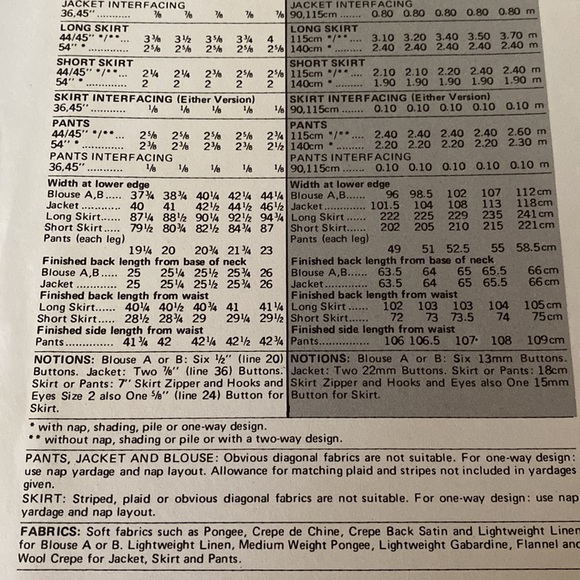 JACKET INTERFACING
36,45" ............ ⅞ ⅞ ⅞ ⅞
LONG SKIRT
44/45" */**... 3⅜ 3½ 3⅝ 3¾ 4
54" * ............ 2⅝ 2⅝ 2⅝ 2⅝ 2⅝
SHORT SKIRT
44/45" */**... 2¼ 2¼ 2⅜ 2⅝ 2⅝
54" * ............ 2 2 2 2 2
SKIRT INTERFACING (Either Version)
36,45" ............ ⅛ ⅛ ⅛ ⅛ ⅛
PANTS
44/45" */** .... 2⅝ 2⅝ 2⅝ 2⅝ 2¾
54" * ............ 2⅜ 2⅜ 2⅜ 2⅜ 2½
PANTS INTERFACING
36,45" ............ ⅛ ⅛ ⅛ ⅛ ⅛
Width at lower edge
Blouse A,B..... 37¾ 38¾ 40¼ 42¼ 44¼
Jacket........... 40 41 42½ 44½ 46½
Long Skirt...... 87¼ 88½ 90¼ 92½ 94¾
Short Skirt..... 79½ 80¾ 82½ 84¾ 87
Pants (each leg)
19¼ 20 20¾ 21¾ 23
Finished back length from base of neck
Blouse A,B..... 25 25¼ 25½ 25¾ 26
Jacket ........... 25 25¼ 25½ 25¾ 26
Finished back length from waist
Long Skirt...... 40¼ 40½ 40¾ 41 41¼
Short Skirt..... 28½ 28¾ 29 29¼ 29½
Finished side length from waist
Pants............. 41¾ 42 42¼ 42½ 42¾
NOTIONS: Blouse A or B: Six ½" (line 20)
Buttons. Jacket: Two ⅞" (line 36) Buttons.
Skirt or Pants: 7" Skirt Zipper and Hooks and
Eyes Size 2 also One ⅝" (line 24) Button for
Skirt.
JACKET INTERFACING
90,115cm ...... 0.80 0.80 0.80 0.80 0.80 m
LONG SKIRT
115cm */**.... 3.10 3.20 3.40 3.50 3.70 m
140cm * ........ 2.40 2.40 2.40 2.40 2.40 m
SHORT SKIRT
115cm */**.... 2.10 2.10 2.20 2.40 2.40 m
140cm * ........ 1.90 1.90 1.90 1.90 1.90 m
SKIRT INTERFACING (Either Version)
90,115cm ...... 0.10 0.10 0.10 0.10 0.10 m
PANTS
115cm */**.... 2.40 2.40 2.40 2.40 2.60 m
140cm * ........ 2.20 2.20 2.20 2.20 2.30 m
PANTS INTERFACING
90,115cm ...... 0.10 0.10 0.10 0.10 0.10 m
Width at lower edge
Blouse A,B..... 96 98.5 102 107 112cm
Jacket........... 101.5 104 108 113 118cm
Long Skirt...... 222 225 229 235 241cm
Short Skirt..... 202 205 210 215 221cm
Pants (each leg)
49 51 52.5 55 58.5cm
Finished back length from base of neck
Blouse A,B..... 63.5 64 65 65.5 66cm
Jacket........... 63.5 64 65 65.5 66cm
Finished back length from waist
Long Skirt...... 102 103 103 104 105cm
Short Skirt..... 72 73 73.5 74 75cm
Finished side length from waist
Pants............. 106 106.5 107 108 109cm
NOTIONS: Blouse A or B: Six 13mm Buttons.
Jacket: Two 22mm Buttons. Skirt or Pants: 18cm
Skirt Zipper and Hooks and Eyes also One 15mm
Button for Skirt.
* with nap, shading, pile or one-way design.
** without nap, shading or pile or with a two-way design.
PANTS, JACKET AND BLOUSE: Obvious diagonal fabrics are not suitable. For one-way design:
use nap yardage and nap layout. Allowance for matching plaid and stripes not included in yardages
given.
SKIRT: Striped, plaid or obvious diagonal fabrics are not suitable. For one-way design: use nap
yardage and nap layout.
FABRICS: Soft fabrics such as Pongee, Crepe de Chine, Crepe Back Satin and Lightweight Linen
for Blouse A or B. Lightweight Linen, Medium Weight Pongee, Lightweight Gabardine, Flannel and
Wool Crepe for Jacket, Skirt and Pants.